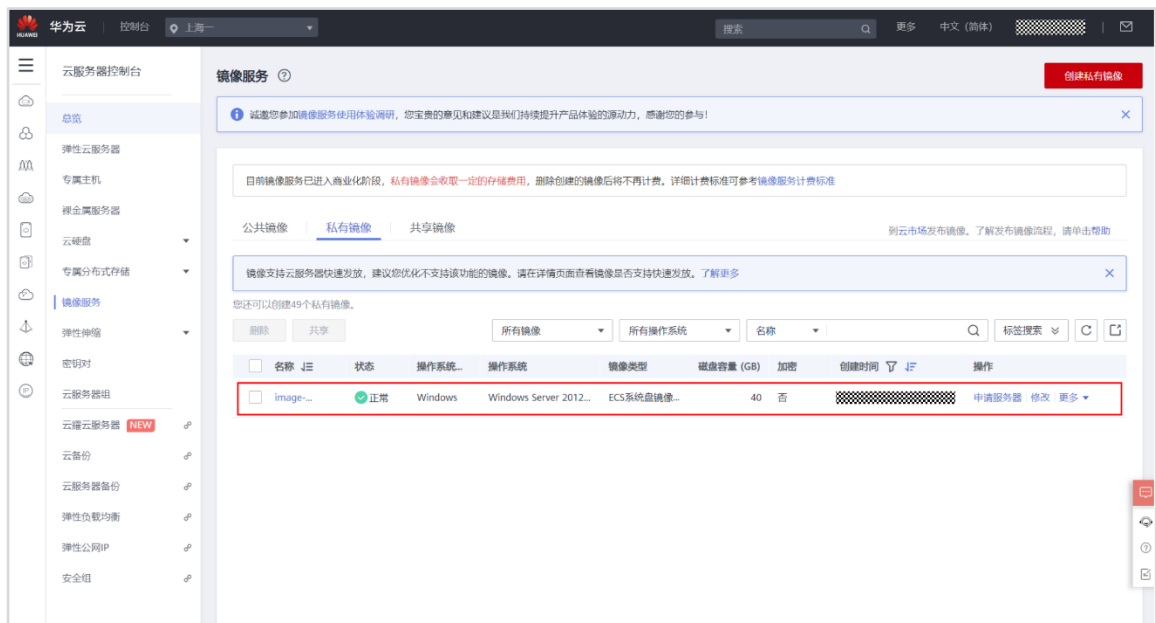 HUAWEI 华为云 控制台 上海一 搜索 更多 中文 (简体)
云服务器控制台
总览
弹性云服务器
专属主机
裸金属服务器
云硬盘
专属分布式存储
镜像服务
弹性伸缩
密钥对
云服务器组
云耀云服务器 NEW
云备份
云服务器备份
弹性负载均衡
弹性公网IP
安全组
镜像服务 ? 创建私有镜像
诚邀您参加镜像服务使用体验调研，您宝贵的意见和建议是我们持续提升产品体验的源动力，感谢您的参与！
目前镜像服务已进入商业化阶段，私有镜像会收取一定的存储费用，删除创建的镜像后将不再计费。详细计费标准可参考镜像服务计费标准
公共镜像 私有镜像 共享镜像 到云市场发布镜像。了解发布镜像流程，请单击帮助
镜像支持云服务器快速发放，建议您优化不支持该功能的镜像。请在详情页面查看镜像是否支持快速发放。了解更多
您还可以创建49个私有镜像。
删除 共享 所有镜像 所有操作系统 名称 标签搜索
名称 状态 操作系统... 操作系统 镜像类型 磁盘容量 (GB) 加密 创建时间 操作
image-... 正常 Windows Windows Server 2012... ECS系统盘镜像... 40 否 申请服务器 修改 更多